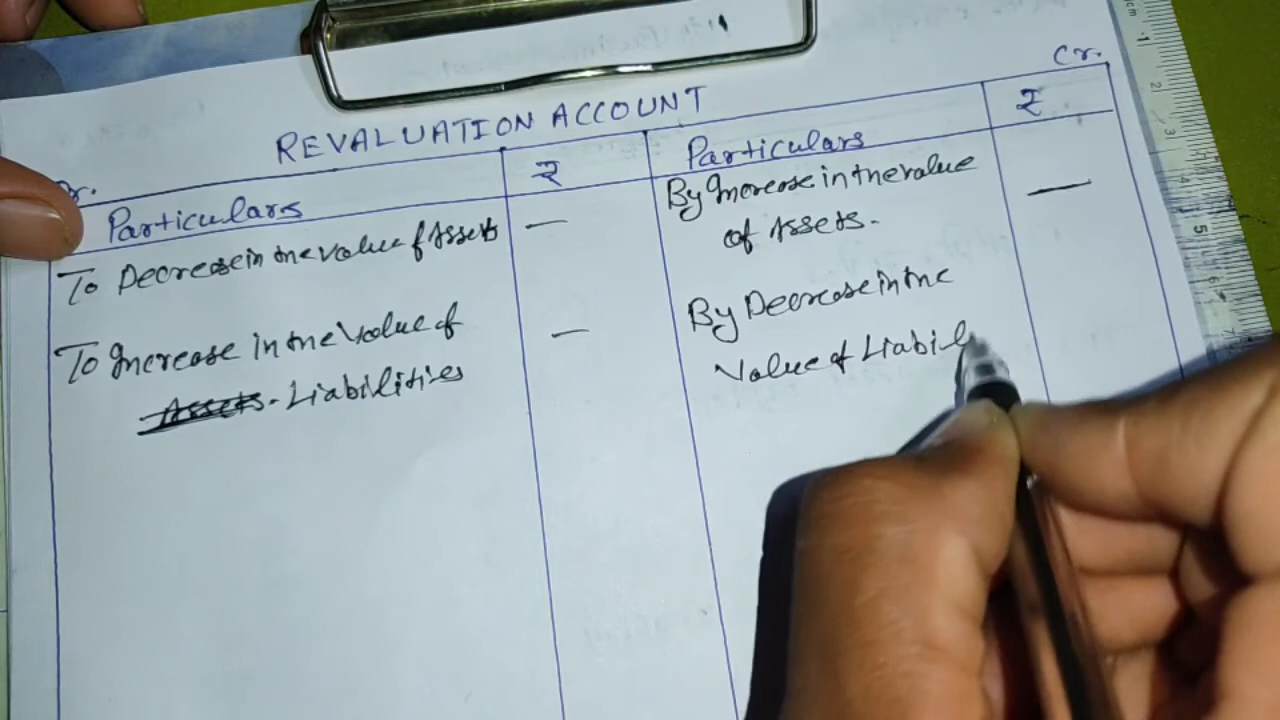 REVALUATION ACCOUNT
Cr.
Particulars ₹ Particulars ₹
To Decrease in the value of Assets —
To Increase in the Value of —
Assets. Liabilities
By Increase in the value —
of Assets.
By Decrease in the
Value of Liabil